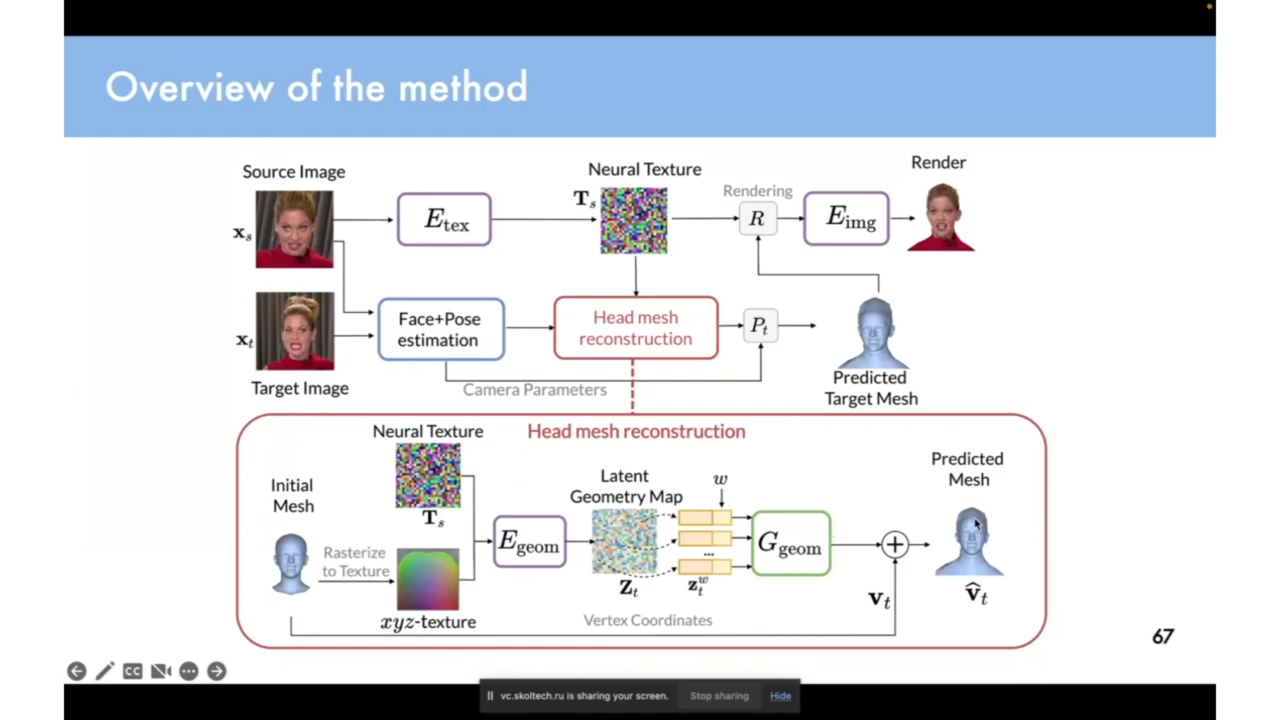 Overview of the method
Source Image
Neural Texture
Render
T_s
Rendering
x_s
E_tex
R
E_img
x_t
Face+Pose
estimation
Head mesh
reconstruction
P_t
Target Image
Camera Parameters
Predicted
Target Mesh
Neural Texture
Head mesh reconstruction
Initial
Mesh
T_s
Latent
Geometry Map
w
Predicted
Mesh
Rasterize
to Texture
E_geom
...
G_geom
+
Z_t
z_t^w
v_t
v̂_t
xyz-texture
Vertex Coordinates
67
CC
vc.skoltech.ru is sharing your screen.
Stop sharing
Hide